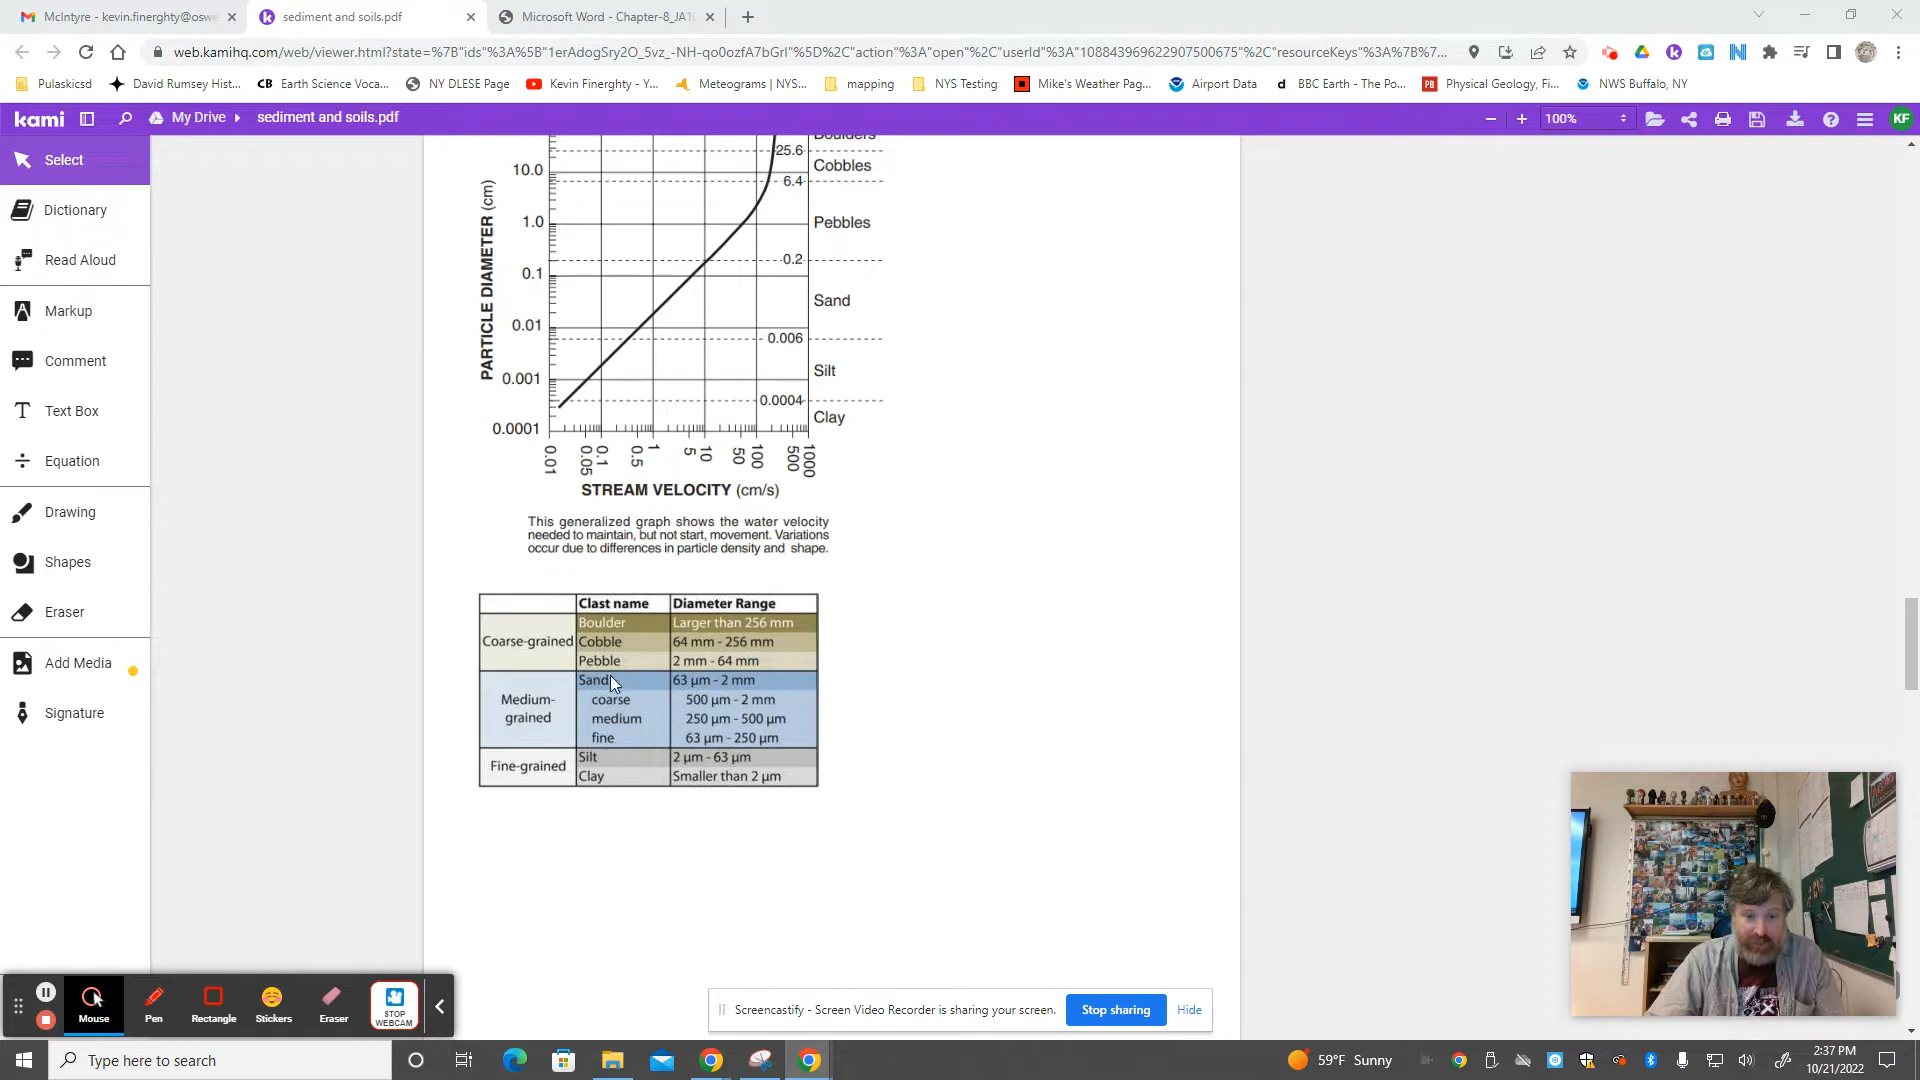 McIntyre - kevin.finerghty@oswe
sediment and soils.pdf
Microsoft Word - Chapter-8_JA10
web.kamihq.com/web/viewer.html?state=%7B"ids"%3A%5B"1erAdogSry2O_5vz_-NH-qo0ozfA7bGrI"%5D%2C"action"%3A"open"%2C"userId"%3A"108843969622907500675"%2C"resourceKeys"%3A%7B%7...
Pulaskicsd
David Rumsey Hist...
Earth Science Voca...
NY DLESE Page
Kevin Finerghty - Y...
Meteograms | NYS...
mapping
NYS Testing
Mike's Weather Pag...
Airport Data
BBC Earth - The Po...
Physical Geology, Fi...
NWS Buffalo, NY
kami
My Drive
sediment and soils.pdf
100%
KF
Select
Dictionary
Read Aloud
Markup
Comment
Text Box
Equation
Drawing
Shapes
Eraser
Add Media
Signature
PARTICLE DIAMETER (cm)
10.0
1.0
0.1
0.01
0.001
0.0001
Boulders
25.6
Cobbles
6.4
Pebbles
0.2
Sand
0.006
Silt
0.0004
Clay
0.01
0.05
0.1
0.5
1
5
10
50
100
500
1000
STREAM VELOCITY (cm/s)
This generalized graph shows the water velocity
needed to maintain, but not start, movement. Variations
occur due to differences in particle density and shape.
Clast name Diameter Range
Coarse-grained
Boulder Larger than 256 mm
Cobble 64 mm - 256 mm
Pebble 2 mm - 64 mm
Medium-
grained
Sand 63 µm - 2 mm
coarse 500 µm - 2 mm
medium 250 µm - 500 µm
fine 63 µm - 250 µm
Fine-grained
Silt 2 µm - 63 µm
Clay Smaller than 2 µm
Mouse
Pen
Rectangle
Stickers
Eraser
STOP
WEBCAM
Screencastify - Screen Video Recorder is sharing your screen.
Stop sharing
Hide
Type here to search
59°F Sunny
2:37 PM
10/21/2022